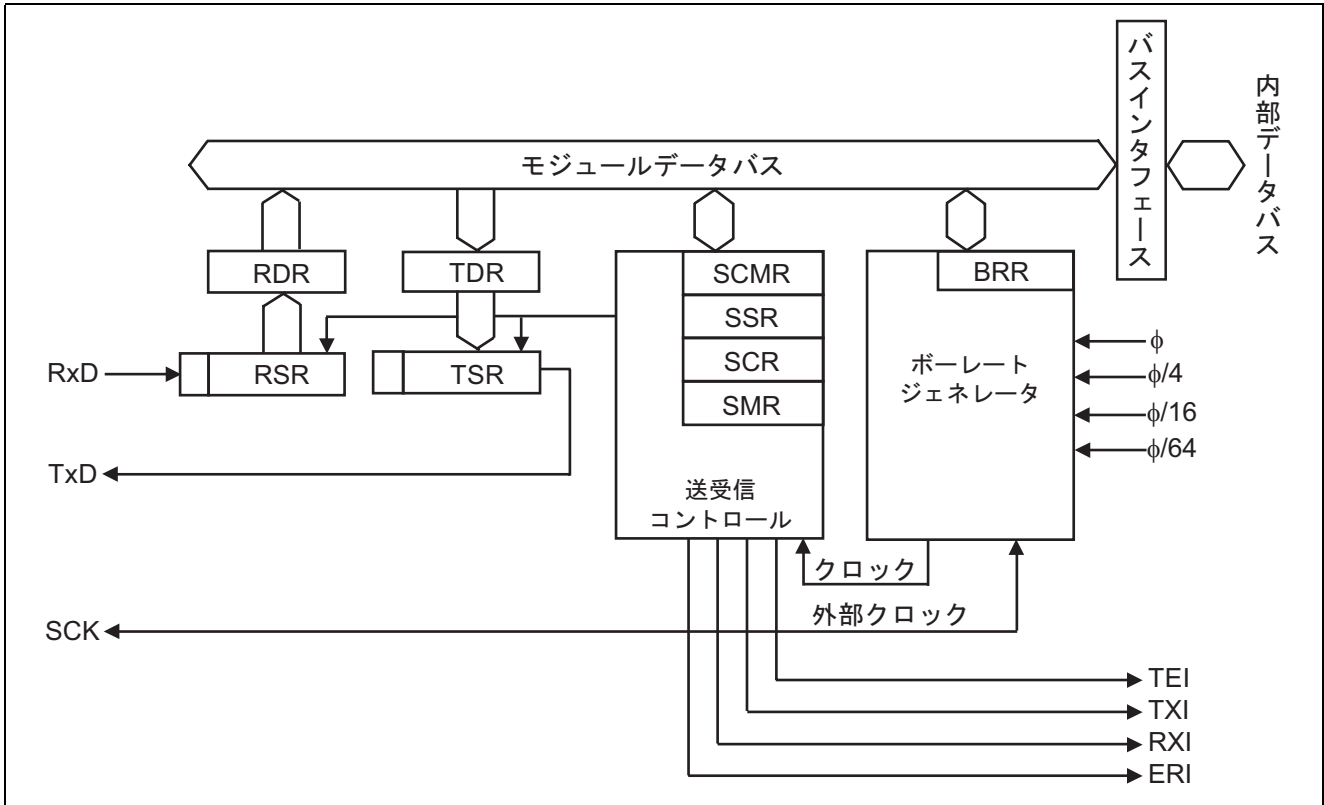 バスインタフェース
内部データバス
モジュールデータバス
RDR
TDR
SCMR
BRR
SSR
SCR
SMR
RxD
RSR
TSR
ボーレート
ジェネレータ
φ
φ/4
φ/16
φ/64
TxD
送受信
コントロール
クロック
外部クロック
SCK
TEI
TXI
RXI
ERI